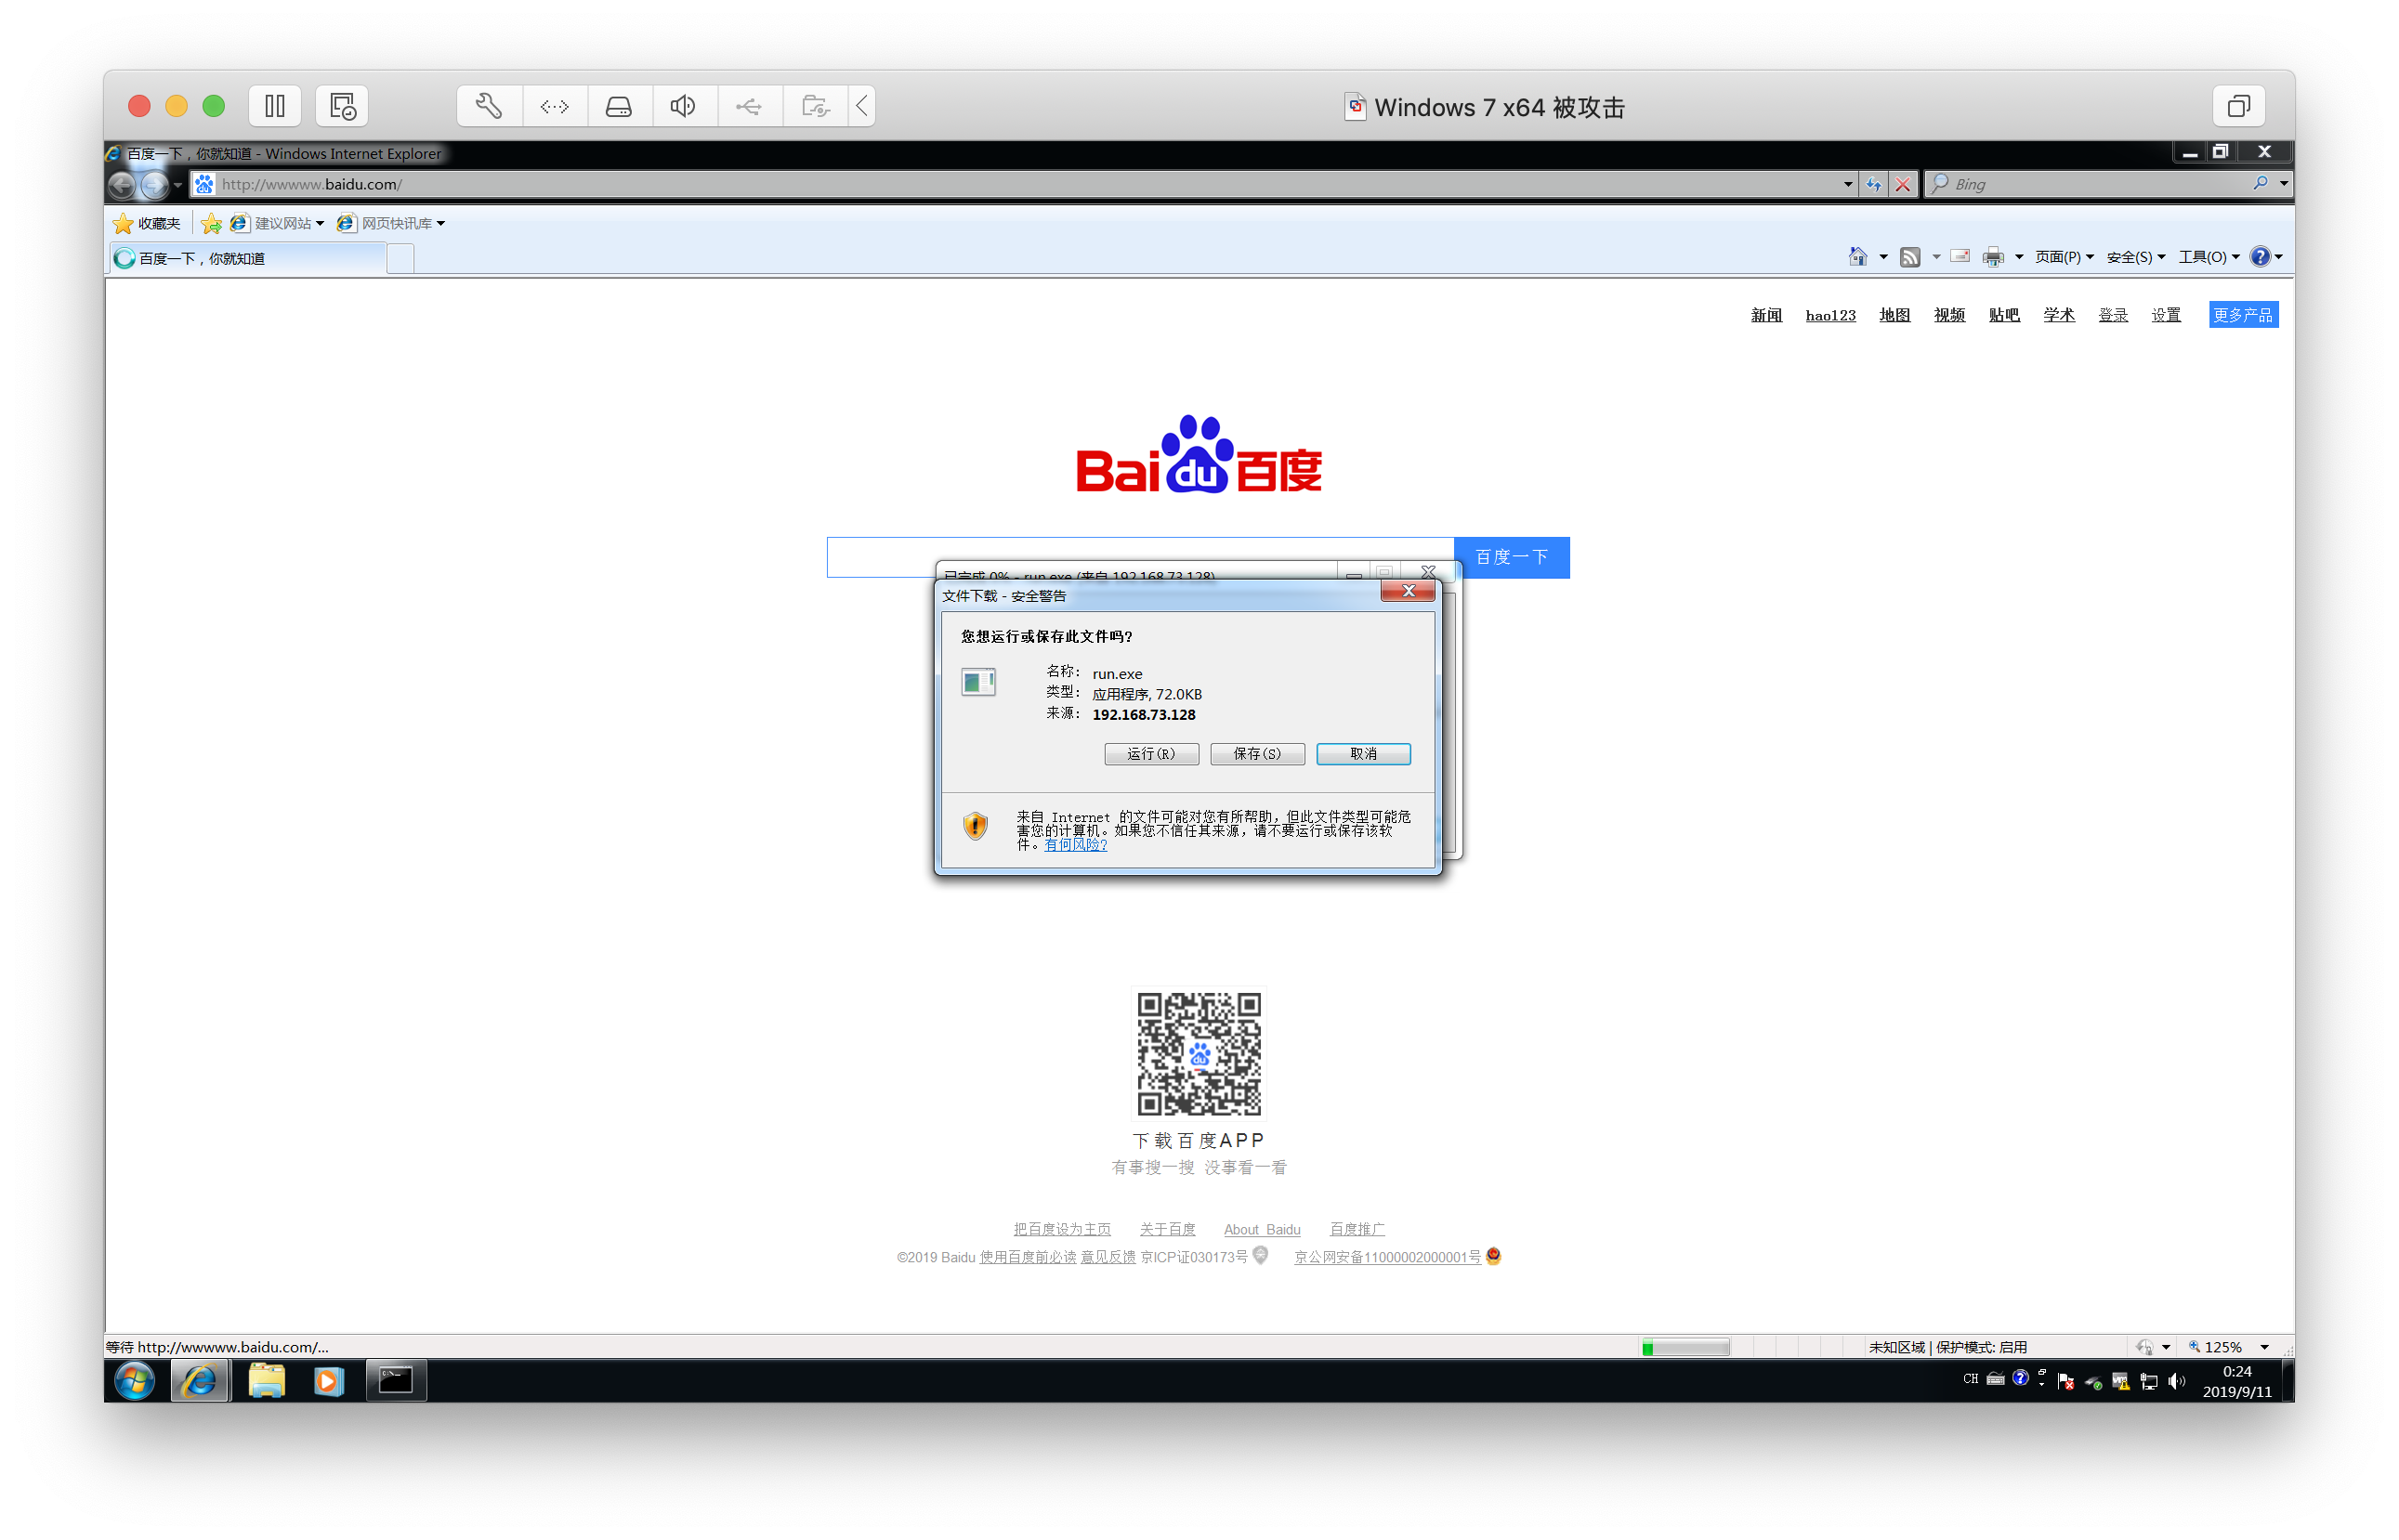 Windows 7 x64 被攻击
百度一下，你就知道 - Windows Internet Explorer
http://wwwww.baidu.com/
Bing
收藏夹 建议网站 网页快讯库
百度一下，你就知道
页面(P) 安全(S) 工具(O)
新闻 hao123 地图 视频 贴吧 学术 登录 设置 更多产品
Bai du 百度
百度一下
已完成 0% - run.exe (来自 192.168.73.128)
文件下载 - 安全警告
您想运行或保存此文件吗?
名称: run.exe
类型: 应用程序, 72.0KB
来源: 192.168.73.128
运行(R) 保存(S) 取消
来自 Internet 的文件可能对您有所帮助，但此文件类型可能危
害您的计算机。如果您不信任其来源，请不要运行或保存该软
件。有何风险?
du
下载百度APP
有事搜一搜 没事看一看
把百度设为主页 关于百度 About Baidu 百度推广
©2019 Baidu 使用百度前必读 意见反馈 京ICP证030173号 京公网安备11000002000001号
等待 http://wwwww.baidu.com/...
未知区域 | 保护模式: 启用
125%
CH
0:24
2019/9/11